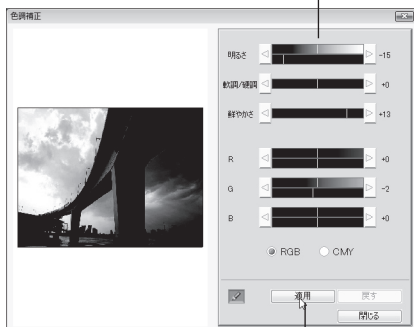 色調補正
明るさ -15
軟調/硬調 +0
鮮やかさ +13
R +0
G -2
B +0
RGB CMY
適用 戻す
閉じる